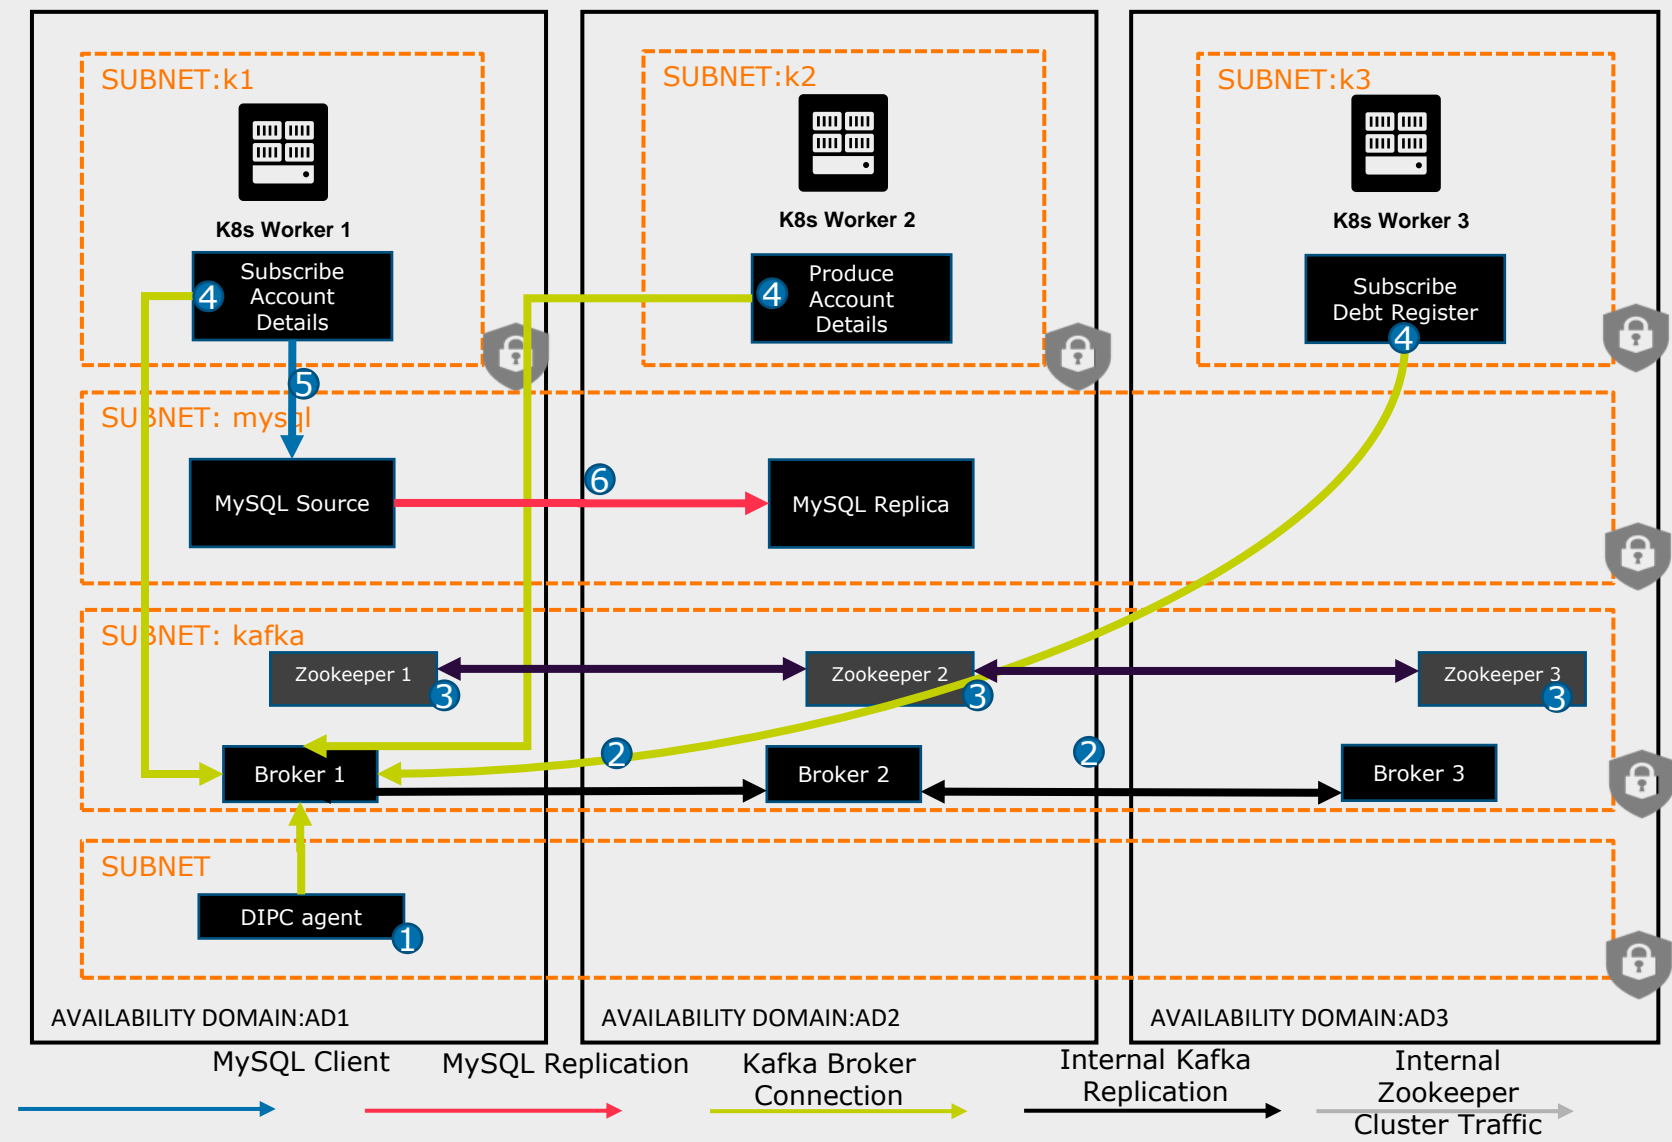 SUBNET:k1
SUBNET:k2
SUBNET:k3
K8s Worker 1
K8s Worker 2
K8s Worker 3
Subscribe
Account
Details
4
Produce
Account
Details
4
Subscribe
Debt Register
4
5
SUBNET: mysql
MySQL Source
6
MySQL Replica
SUBNET: kafka
Zookeeper 1
3
Zookeeper 2
3
Zookeeper 3
3
Broker 1
2
Broker 2
2
Broker 3
SUBNET
DIPC agent
1
AVAILABILITY DOMAIN:AD1
AVAILABILITY DOMAIN:AD2
AVAILABILITY DOMAIN:AD3
MySQL Client
MySQL Replication
Kafka Broker
Connection
Internal Kafka
Replication
Internal
Zookeeper
Cluster Traffic